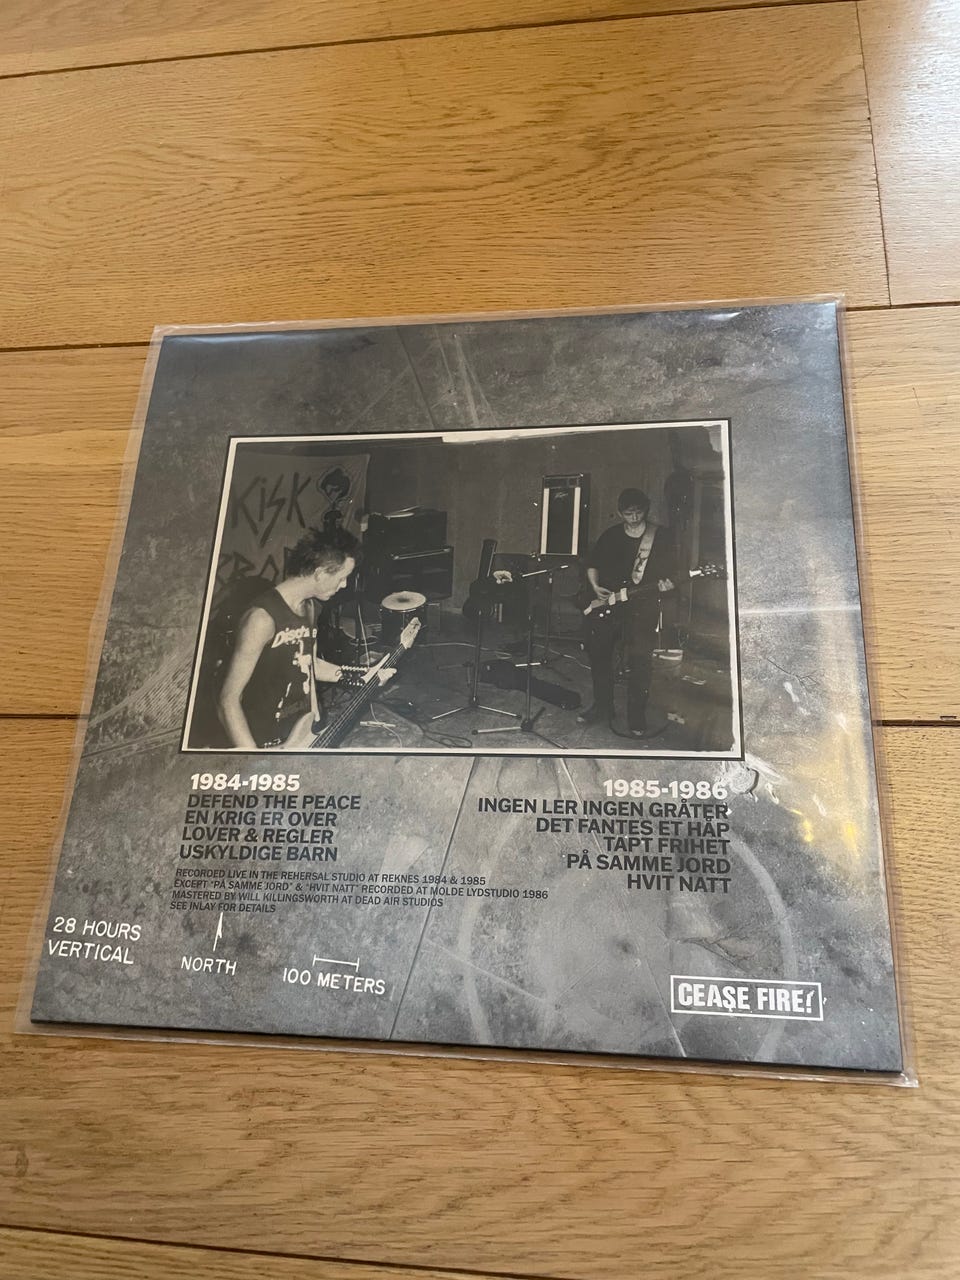 KiSK
1984-1985
DEFEND THE PEACE
EN KRIG ER OVER
LOVER & REGLER
USKYLDIGE BARN
1985-1986
INGEN LER INGEN GRÅTER
DET FANTES ET HÅP
TAPT FRIHET
"PÅ SAMME JORD
HVIT NATT
RECORDED LIVE IN THE REHERSAL STUDIO AT REKNES 1984 & 1985
EXCEPT "PÅ SAMME JORD" & "HVIT NATT" RECORDED AT MOLDE LYDSTUDIO 1986
MASTERED BY WILL KILLINGSWORTH AT DEAD AIR STUDIOS
SEE INLAY FOR DETAILS
28 HOURS
VERTICAL
NORTH
100 METERS
CEASE FIRE!